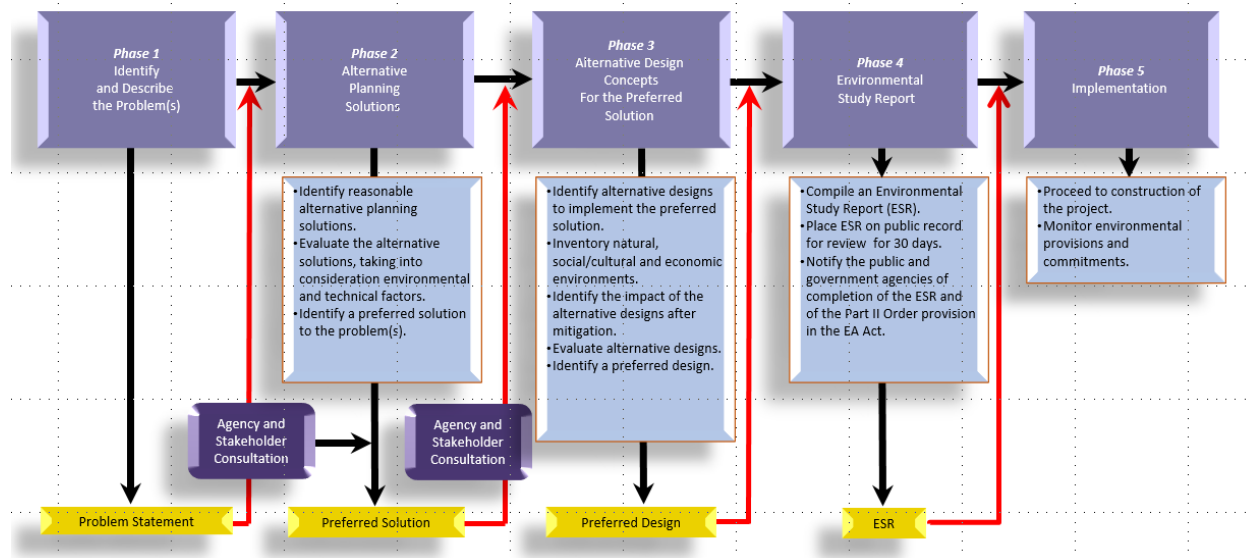 Phase 1
Identify
and Describe
the Problem(s)
Phase 2
Alternative
Planning
Solutions
Phase 3
Alternative Design
Concepts
For the Preferred
Solution
Phase 4
Environmental
Study Report
Phase 5
Implementation
•Identify reasonable
alternative planning
solutions.
•Evaluate the alternative
solutions, taking into
consideration environmental
and technical factors.
•Identify a preferred solution
to the problem(s).
•Identify alternative designs
to implement the preferred
solution.
•Inventory natural,
social/cultural and economic
environments.
•Identify the impact of the
alternative designs after
mitigation.
•Evaluate alternative designs.
•Identify a preferred design.
•Compile an Environmental
Study Report (ESR).
•Place ESR on public record
for review for 30 days.
•Notify the public and
government agencies of
completion of the ESR and
of the Part II Order provision
in the EA Act.
•Proceed to construction of
the project.
•Monitor environmental
provisions and
commitments.
Agency and
Stakeholder
Consultation
Agency and
Stakeholder
Consultation
Problem Statement
Preferred Solution
Preferred Design
ESR